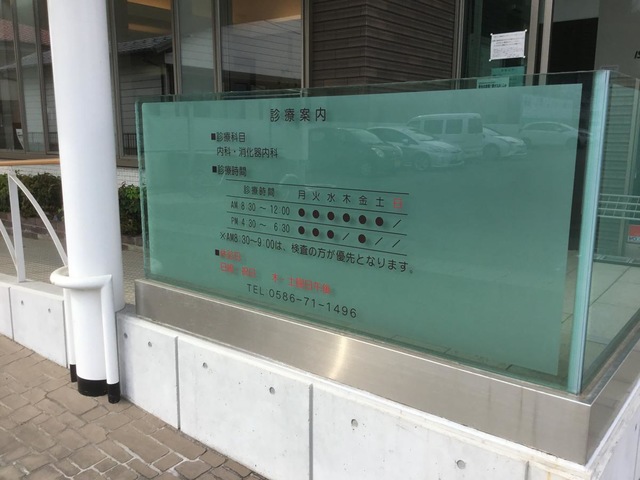 診療案内
■診療科目
内科・消化器内科
■診療時間
診療時間 月 火 水 木 金 土 日
AM 8:30～12:00 ● ● ● ● ● ● ／
PM 4:30～6:30 ● ● ● ／ ● ／ ／
※AM8:30～9:00は、検査の方が優先となります。
TEL.0586-71-1496